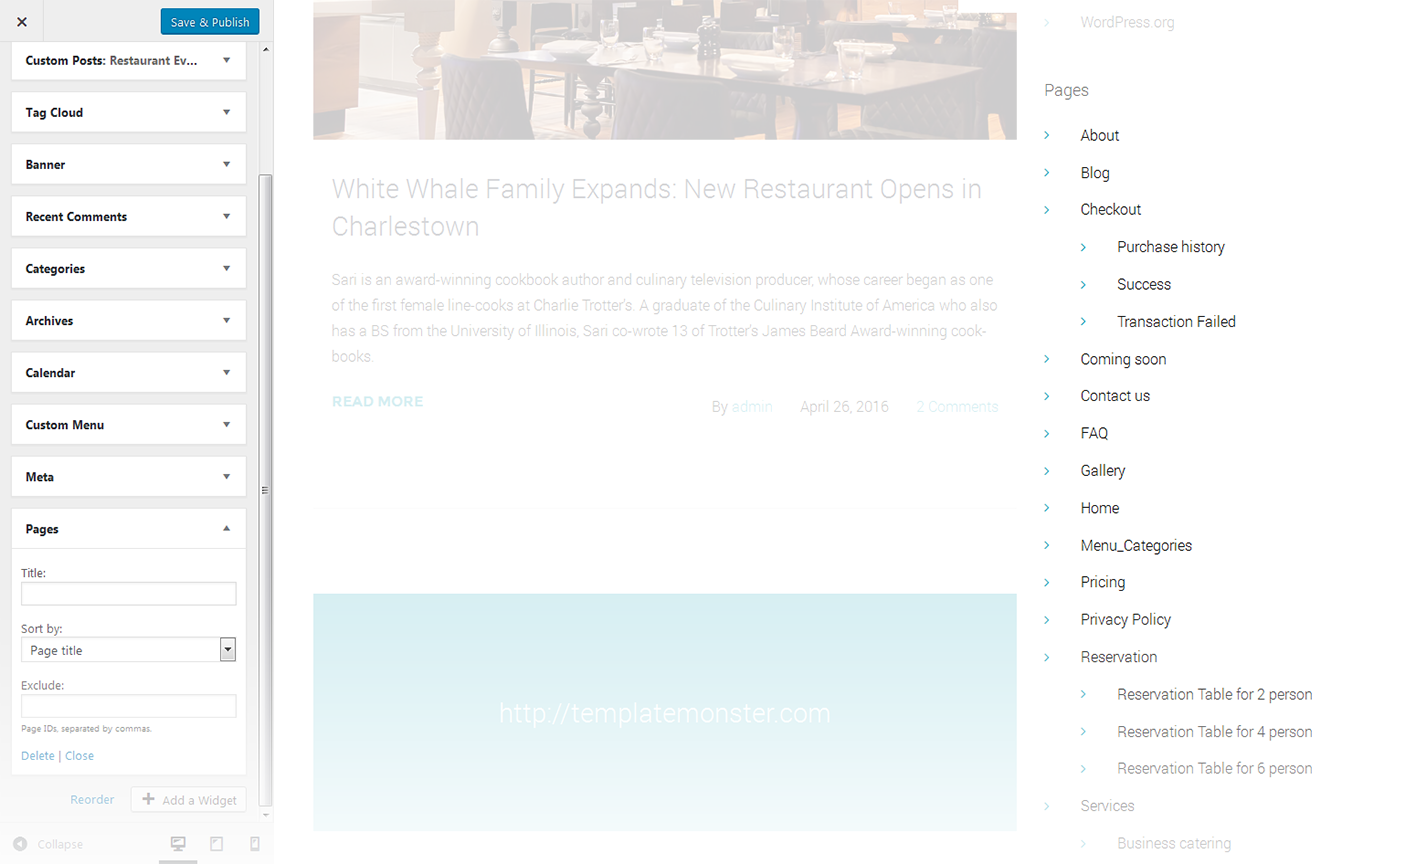 Save & Publish
Custom Posts: Restaurant Ev...
Tag Cloud
Banner
Recent Comments
Categories
Archives
Calendar
Custom Menu
Meta
Pages
Title:
Sort by:
Page title
Exclude:
Page IDs, separated by commas.
Delete | Close
Reorder
Add a Widget
Collapse
White Whale Family Expands: New Restaurant Opens in
Charlestown
Sari is an award-winning cookbook author and culinary television producer, whose career began as one
of the first female line-cooks at Charlie Trotter's. A graduate of the Culinary Institute of America who also
has a BS from the University of Illinois, Sari co-wrote 13 of Trotter's James Beard Award-winning cook-
books.
READ MORE
By admin April 26, 2016 2 Comments
http://templatemonster.com
WordPress.org
Pages
About
Blog
Checkout
Purchase history
Success
Transaction Failed
Coming soon
Contact us
FAQ
Gallery
Home
Menu_Categories
Pricing
Privacy Policy
Reservation
Reservation Table for 2 person
Reservation Table for 4 person
Reservation Table for 6 person
Services
Business catering